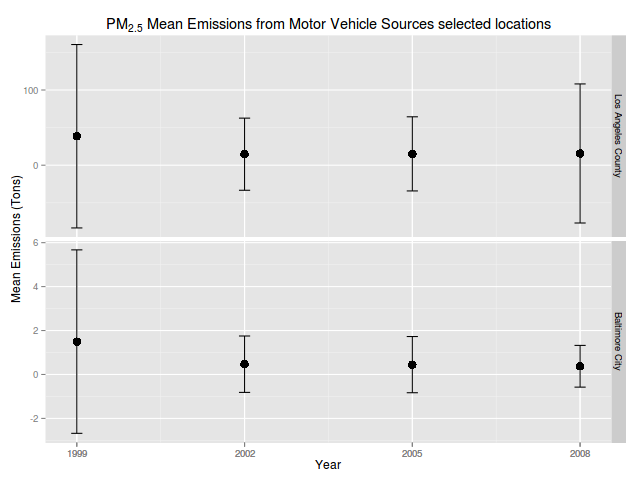 PM2.5 Mean Emissions from Motor Vehicle Sources selected locations
Mean Emissions (Tons)
100
0
Los Angeles County
6
4
2
0
-2
Baltimore City
1999 2002 2005 2008
Year